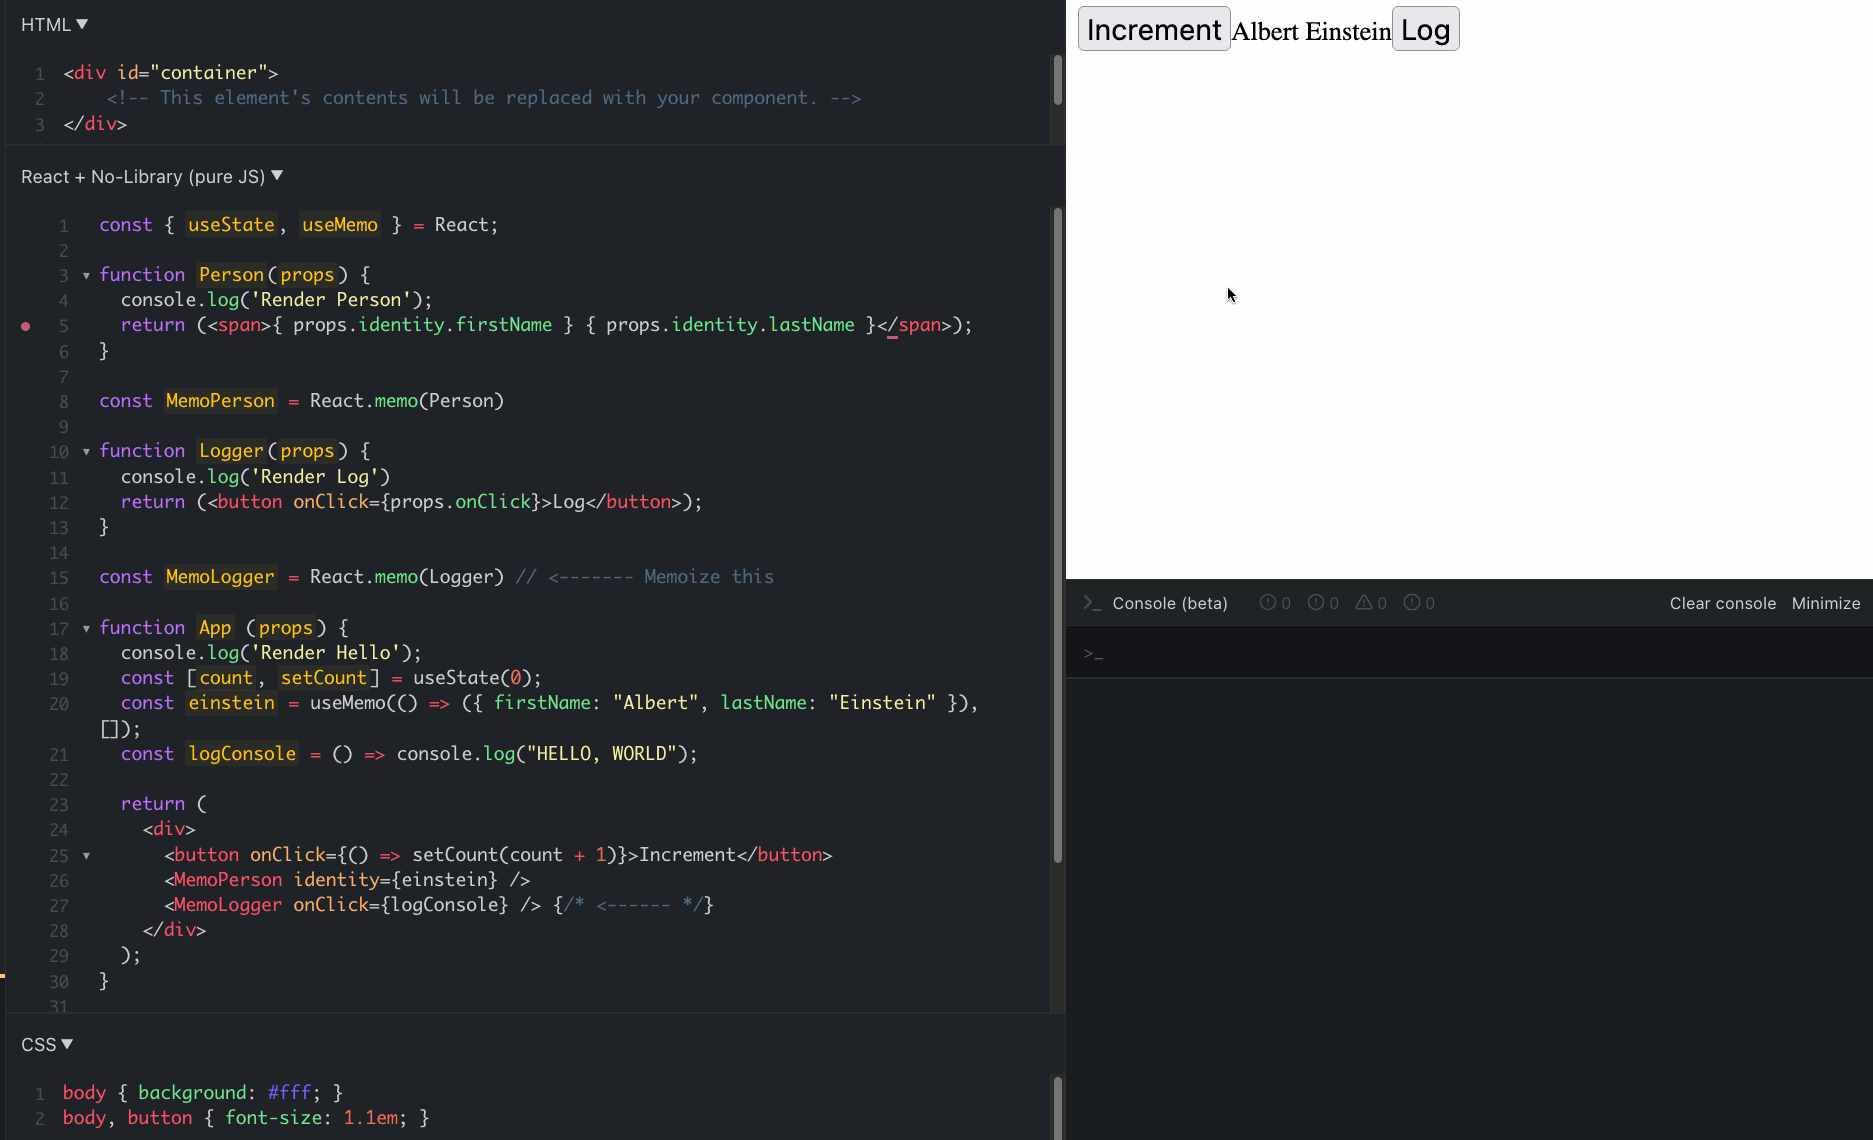 HTML ▼
1 <div id="container">
2     <!-- This element's contents will be replaced with your component. -->
3 </div>
React + No-Library (pure JS) ▼
1 const { useState, useMemo } = React;
2
3 ▾ function Person(props) {
4   console.log('Render Person');
5   return (<span>{ props.identity.firstName } { props.identity.lastName }</span>);
6 }
7
8 const MemoPerson = React.memo(Person)
9
10 ▾ function Logger(props) {
11   console.log('Render Log')
12   return (<button onClick={props.onClick}>Log</button>);
13 }
14
15 const MemoLogger = React.memo(Logger) // <------- Memoize this
16
17 ▾ function App (props) {
18   console.log('Render Hello');
19   const [count, setCount] = useState(0);
20   const einstein = useMemo(() => ({ firstName: "Albert", lastName: "Einstein" }),
[]);
21   const logConsole = () => console.log("HELLO, WORLD");
22
23   return (
24     <div>
25 ▾       <button onClick={() => setCount(count + 1)}>Increment</button>
26       <MemoPerson identity={einstein} />
27       <MemoLogger onClick={logConsole} /> {/* <------ */}
28     </div>
29   );
30 }
31
CSS ▼
1 body { background: #fff; }
2 body, button { font-size: 1.1em; }
Increment Albert Einstein Log
>_ Console (beta) 0 0 0 0 Clear console Minimize
>_